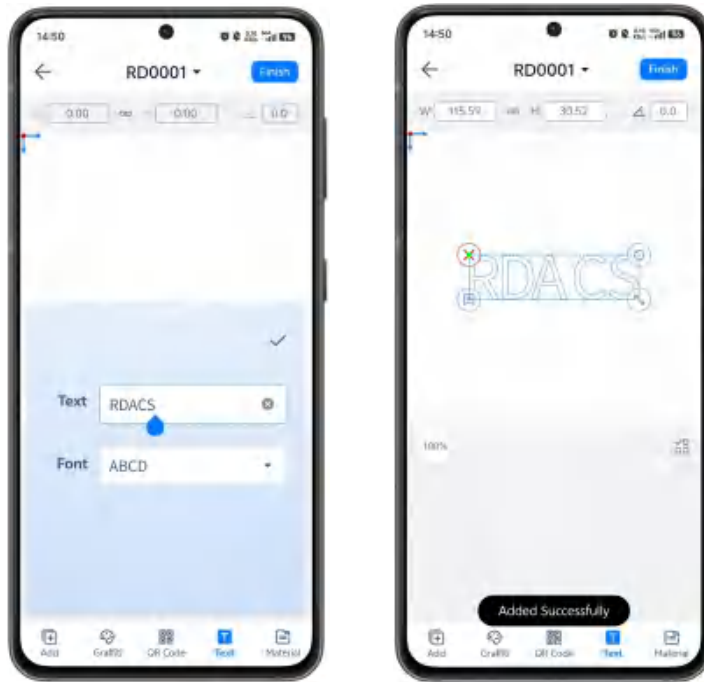 14:50
RD0001
Finish
0.00
0.00
0.0
Text
RDACS
Font
ABCD
Add
Graffiti
QR Code
Text
Material
14:50
RD0001
Finish
W
115.59
H
30.52
0.0
RDACS
100%
Added Successfully
Add
Graffiti
QR Code
Text
Material